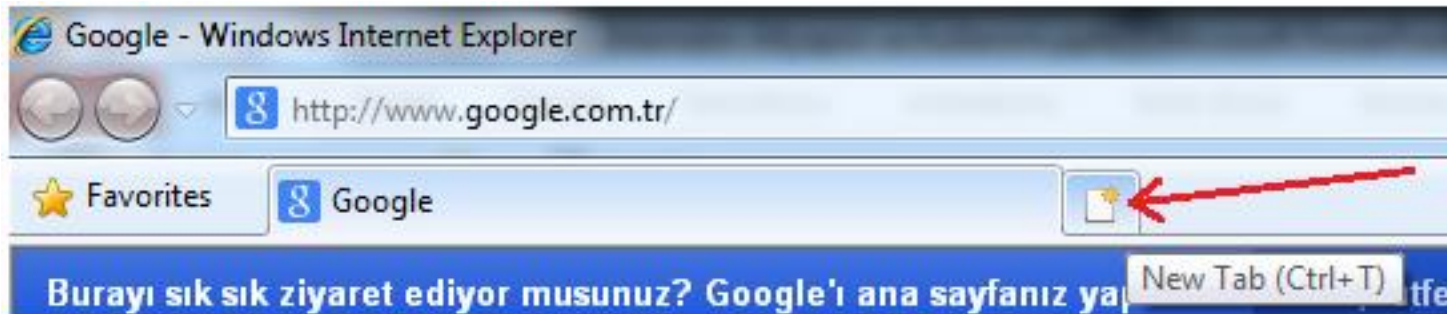 Google - Windows Internet Explorer
http://www.google.com.tr/
Favorites
Google
Burayı sık sık ziyaret ediyor musunuz? Google'ı ana sayfanız
New Tab (Ctrl+T)